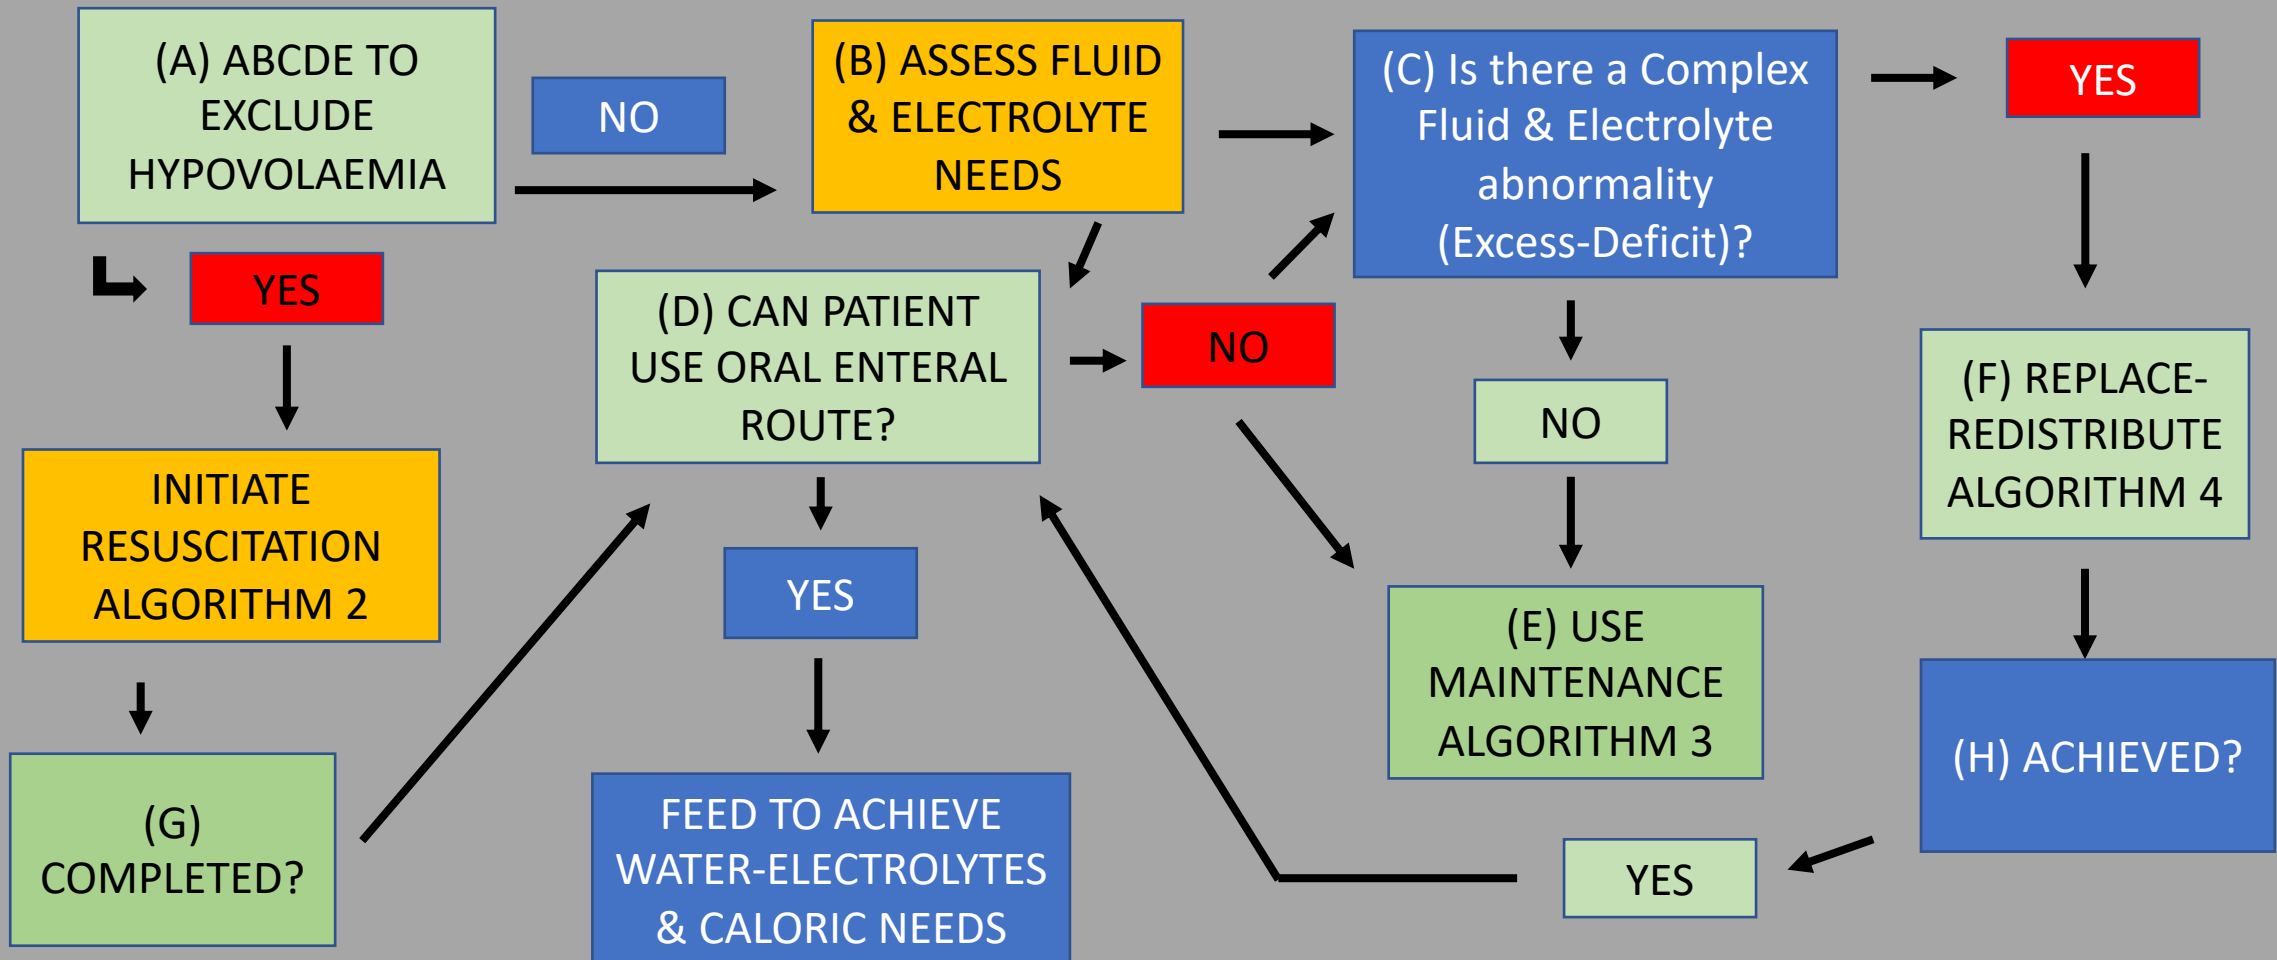 (A) ABCDE TO
EXCLUDE
HYPOVOLAEMIA
NO
(B) ASSESS FLUID
& ELECTROLYTE
NEEDS
(C) Is there a Complex
Fluid & Electrolyte
abnormality
(Excess-Deficit)?
YES
YES
(D) CAN PATIENT
USE ORAL ENTERAL
ROUTE?
NO
NO
(F) REPLACE-
REDISTRIBUTE
ALGORITHM 4
INITIATE
RESUSCITATION
ALGORITHM 2
YES
(E) USE
MAINTENANCE
ALGORITHM 3
(H) ACHIEVED?
(G)
COMPLETED?
FEED TO ACHIEVE
WATER-ELECTROLYTES
& CALORIC NEEDS
YES